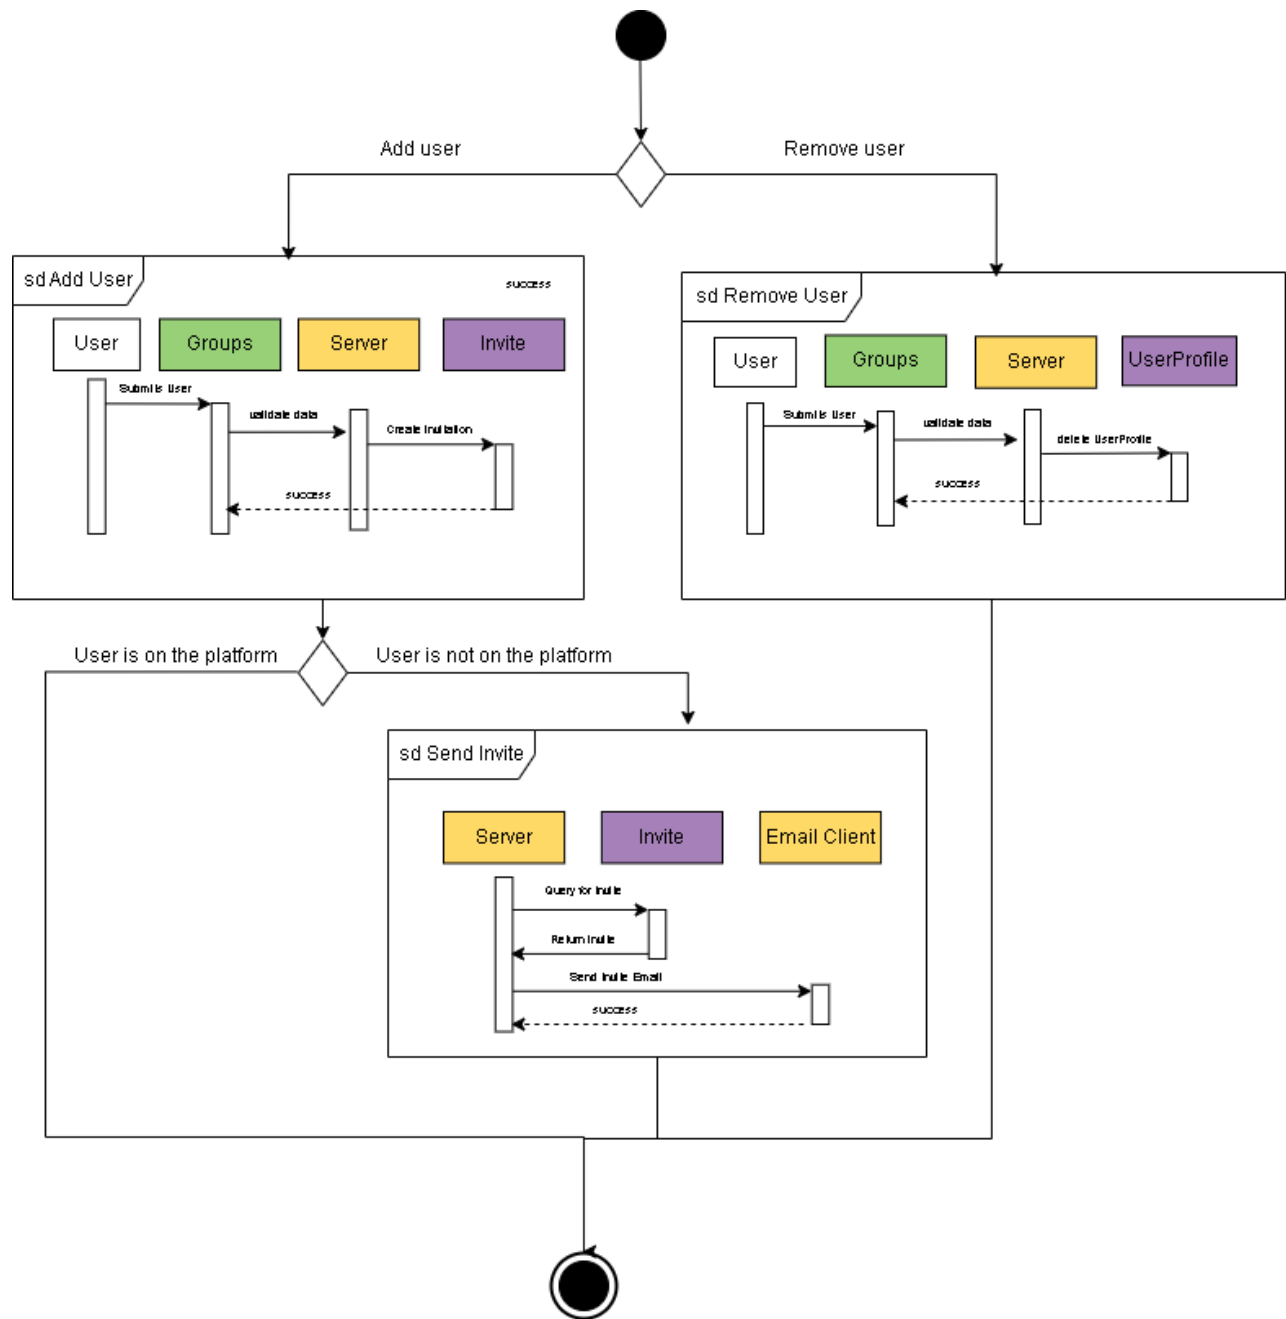 Add user
Remove user
sd Add User
success
User
Groups
Server
Invite
Submits User
validate data
Create Invitation
success
sd Remove User
User
Groups
Server
UserProfile
Submits User
validate data
delete UserProfile
success
User is on the platform
User is not on the platform
sd Send Invite
Server
Invite
Email Client
Query for Invite
Return Invite
Send Invite Email
success